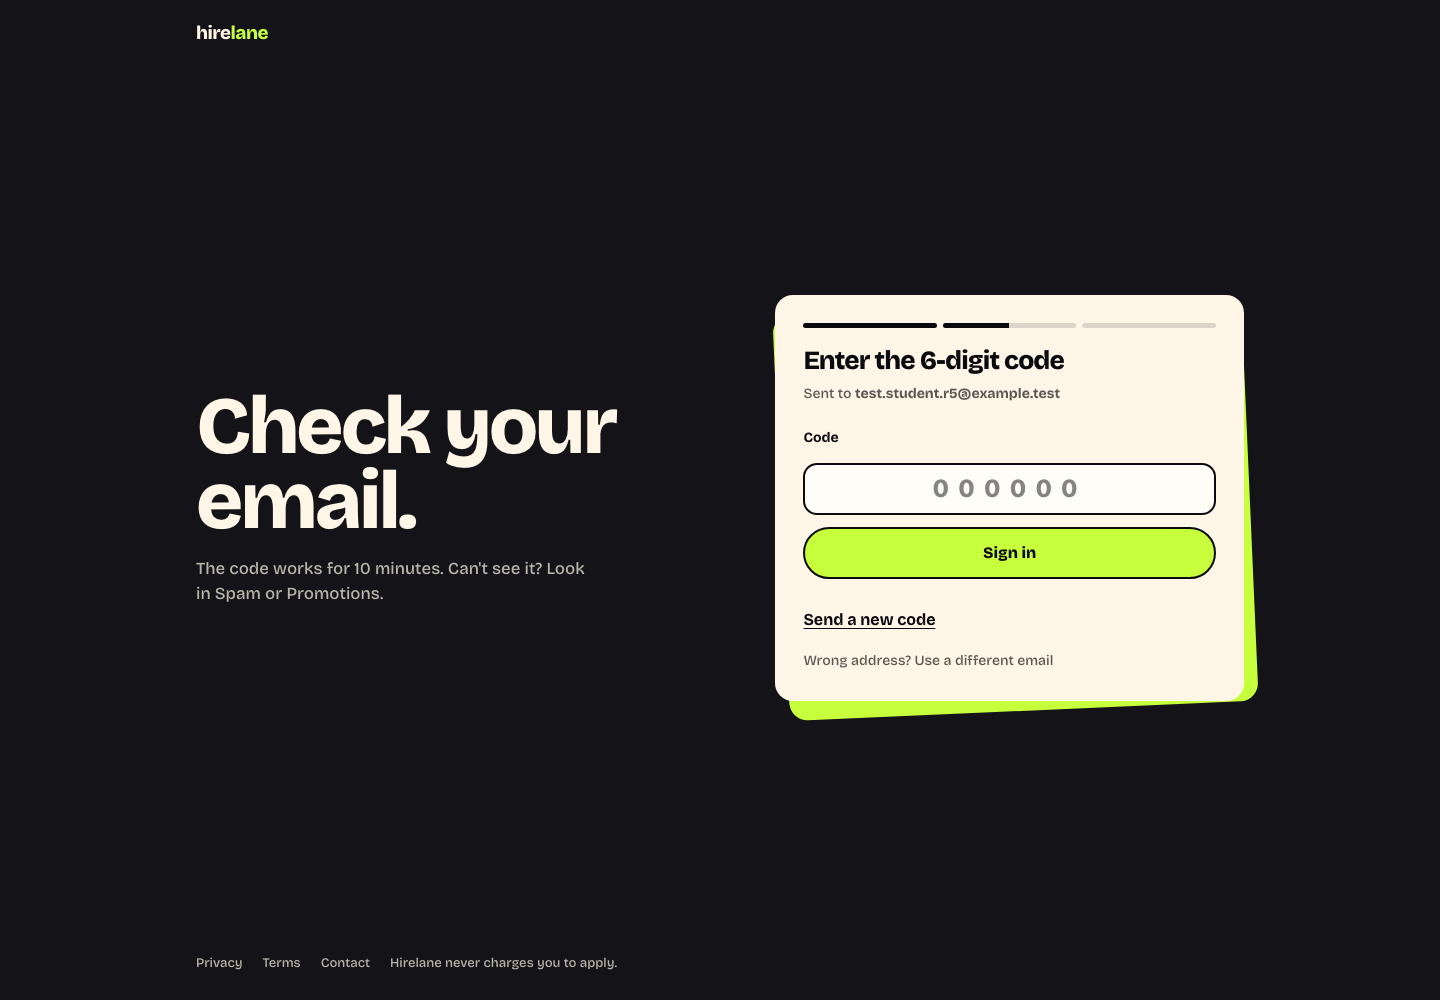 hirelane
Check your
email.
The code works for 10 minutes. Can't see it? Look
in Spam or Promotions.
Enter the 6-digit code
Sent to test.student.r5@example.test
Code
000000
Sign in
Send a new code
Wrong address? Use a different email
Privacy Terms Contact Hirelane never charges you to apply.